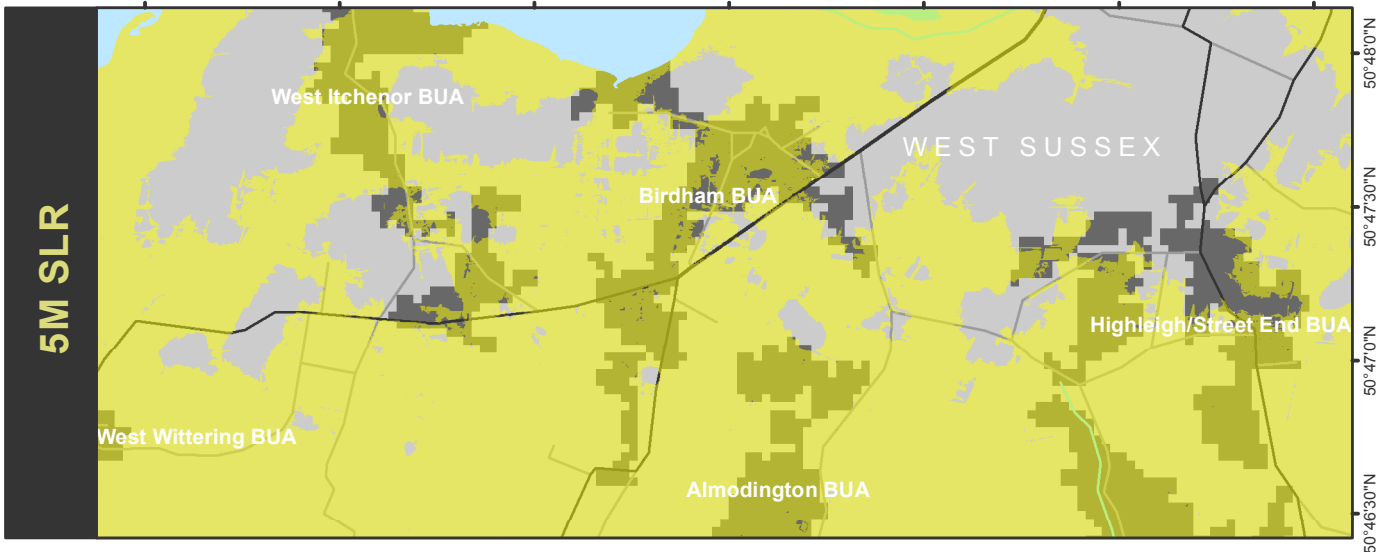 5M SLR
West Itchenor BUA
WEST SUSSEX
Birdham BUA
Highleigh/Street End BUA
West Wittering BUA
Almodington BUA
50°48'0"N
50°47'30"N
50°47'0"N
50°46'30"N